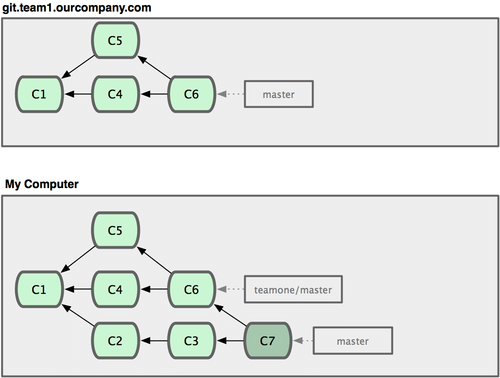 git.team1.ourcompany.com
C5
C1 C4 C6 master
My Computer
C5
C1 C4 C6 teamone/master
C2 C3 C7 master